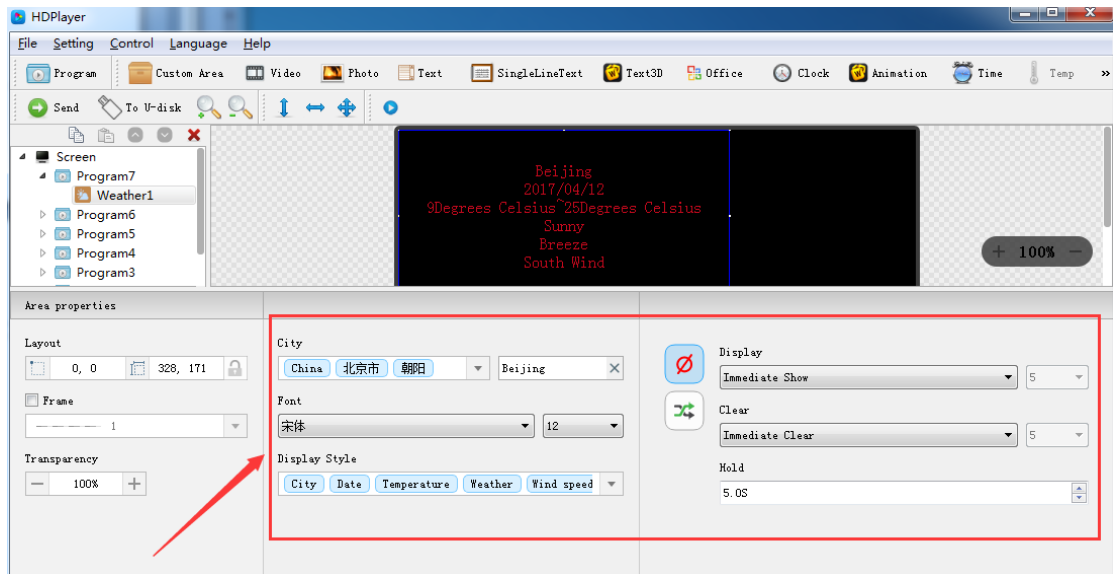 HDPlayer
File Setting Control Language Help
Program Custom Area Video Photo Text SingleLineText Text3D Office Clock Animation Time Temp »
Send To U-disk
Screen
Program7
Weather1
Program6
Program5
Program4
Program3
Beijing
2017/04/12
9Degrees Celsius~25Degrees Celsius
Sunny
Breeze
South Wind
+ 100% −
Area properties
Layout
0, 0 328, 171
Frame
1
Transparency
100%
City
China 北京市 朝阳 Beijing
Font
宋体 12
Display Style
City Date Temperature Weather Wind speed
Display
Immediate Show 5
Clear
Immediate Clear 5
Hold
5.0S